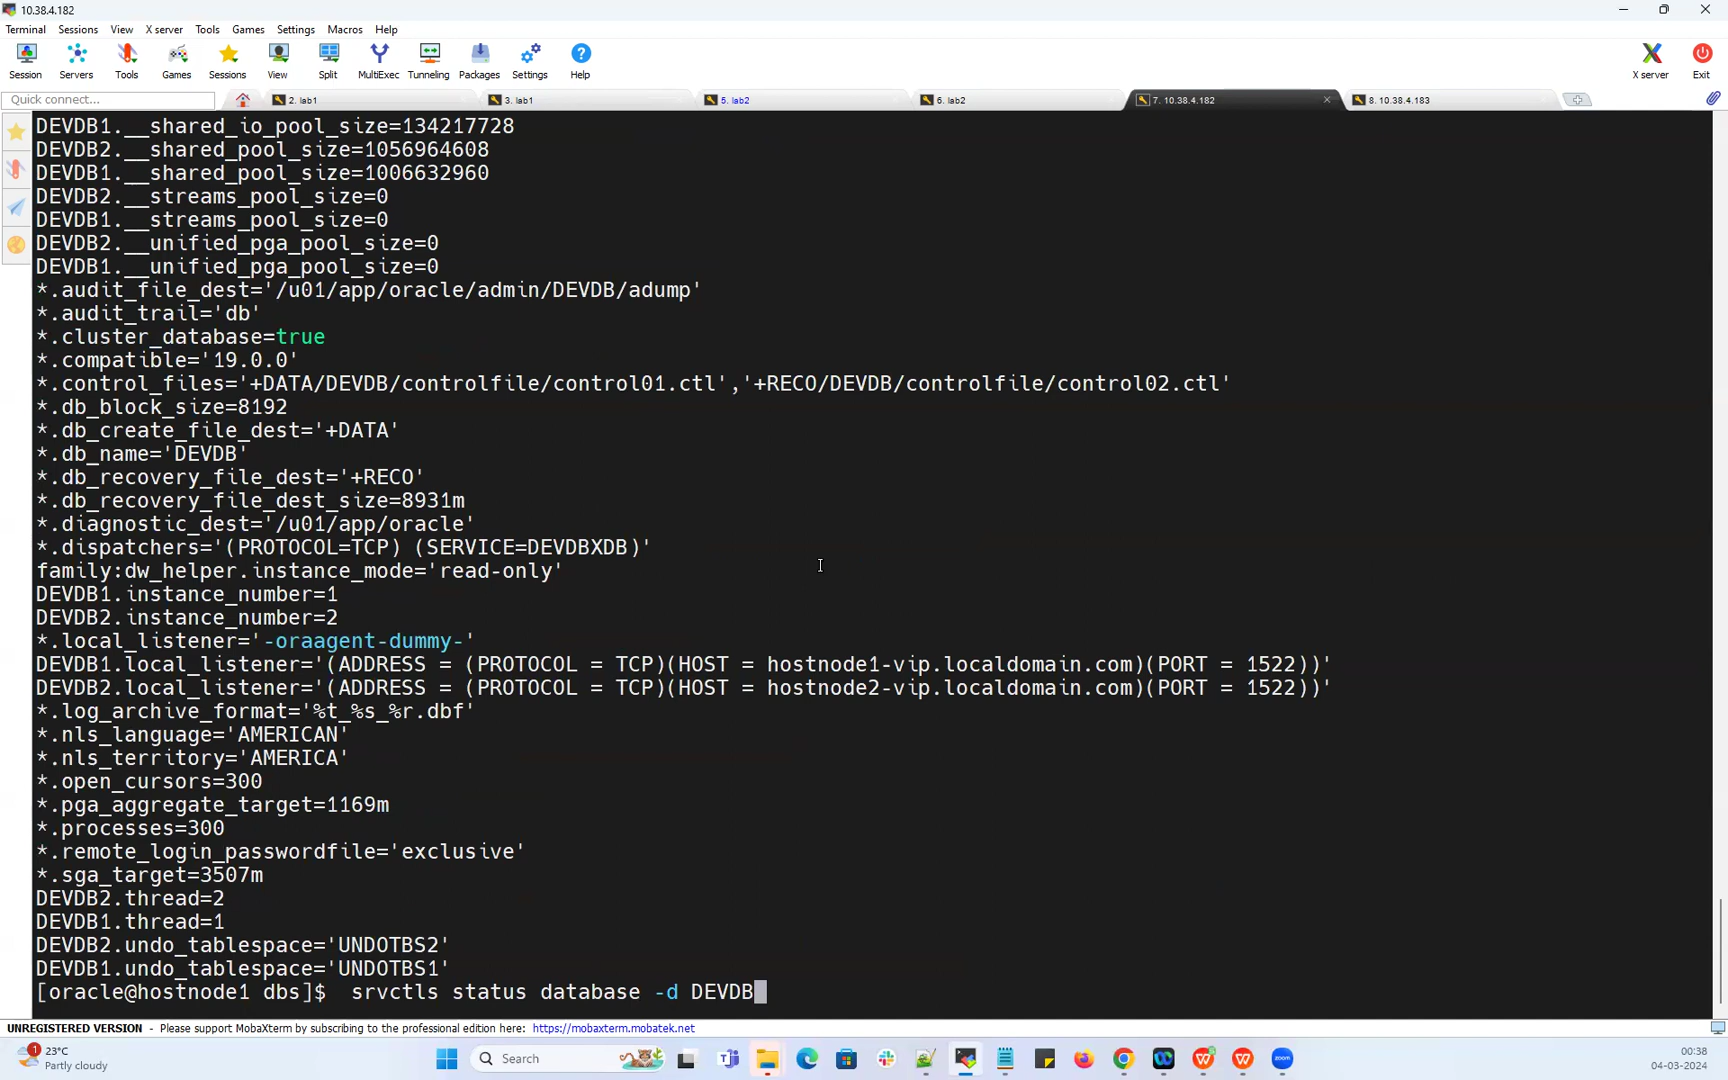 10.38.4.182
Terminal Sessions View X server Tools Games Settings Macros Help
Session Servers Tools Games Sessions View Split MultiExec Tunneling Packages Settings Help X server Exit
Quick connect... 2. lab1 3. lab1 5. lab2 6. lab2 7. 10.38.4.182 8. 10.38.4.183
DEVDB1.__shared_io_pool_size=134217728
DEVDB2.__shared_pool_size=1056964608
DEVDB1.__shared_pool_size=1006632960
DEVDB2.__streams_pool_size=0
DEVDB1.__streams_pool_size=0
DEVDB2.__unified_pga_pool_size=0
DEVDB1.__unified_pga_pool_size=0
*.audit_file_dest='/u01/app/oracle/admin/DEVDB/adump'
*.audit_trail='db'
*.cluster_database=true
*.compatible='19.0.0'
*.control_files='+DATA/DEVDB/controlfile/control01.ctl','+RECO/DEVDB/controlfile/control02.ctl'
*.db_block_size=8192
*.db_create_file_dest='+DATA'
*.db_name='DEVDB'
*.db_recovery_file_dest='+RECO'
*.db_recovery_file_dest_size=8931m
*.diagnostic_dest='/u01/app/oracle'
*.dispatchers='(PROTOCOL=TCP) (SERVICE=DEVDBXDB)'
family:dw_helper.instance_mode='read-only'
DEVDB1.instance_number=1
DEVDB2.instance_number=2
*.local_listener='-oraagent-dummy-'
DEVDB1.local_listener='(ADDRESS = (PROTOCOL = TCP)(HOST = hostnode1-vip.localdomain.com)(PORT = 1522))'
DEVDB2.local_listener='(ADDRESS = (PROTOCOL = TCP)(HOST = hostnode2-vip.localdomain.com)(PORT = 1522))'
*.log_archive_format='%t_%s_%r.dbf'
*.nls_language='AMERICAN'
*.nls_territory='AMERICA'
*.open_cursors=300
*.pga_aggregate_target=1169m
*.processes=300
*.remote_login_passwordfile='exclusive'
*.sga_target=3507m
DEVDB2.thread=2
DEVDB1.thread=1
DEVDB2.undo_tablespace='UNDOTBS2'
DEVDB1.undo_tablespace='UNDOTBS1'
[oracle@hostnode1 dbs]$  srvctls status database -d DEVDB
UNREGISTERED VERSION - Please support MobaXterm by subscribing to the professional edition here: https://mobaxterm.mobatek.net
1 23°C
Partly cloudy
Search
zoom
00:38
04-03-2024